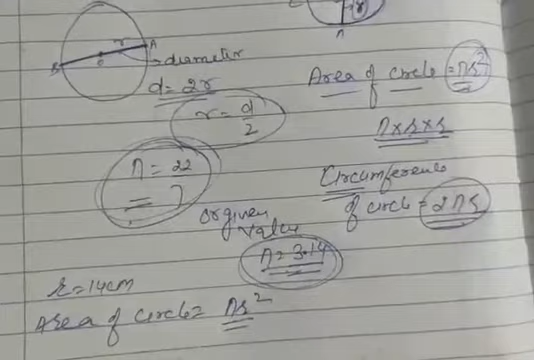 r A
B o diameter
d = 2r
r = d/2
π = 22/7
or given
value
π = 3.14
A
Area of circle = πr²
π×r×r
Circumference
of circle = 2πr
r = 14cm
Area of circle = πr²